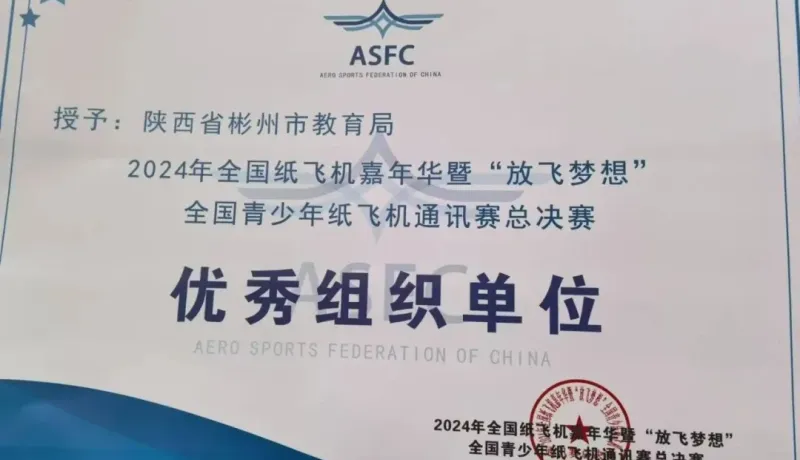 ASFC
AERO SPORTS FEDERATION OF CHINA
授予：陕西省彬州市教育局
2024年全国纸飞机嘉年华暨“放飞梦想”
全国青少年纸飞机通讯赛总决赛
ASFC
优秀组织单位
AERO SPORTS FEDERATION OF CHINA
2024年全国纸飞机嘉年华暨“放飞梦想”
全国青少年纸飞机通讯赛总决赛